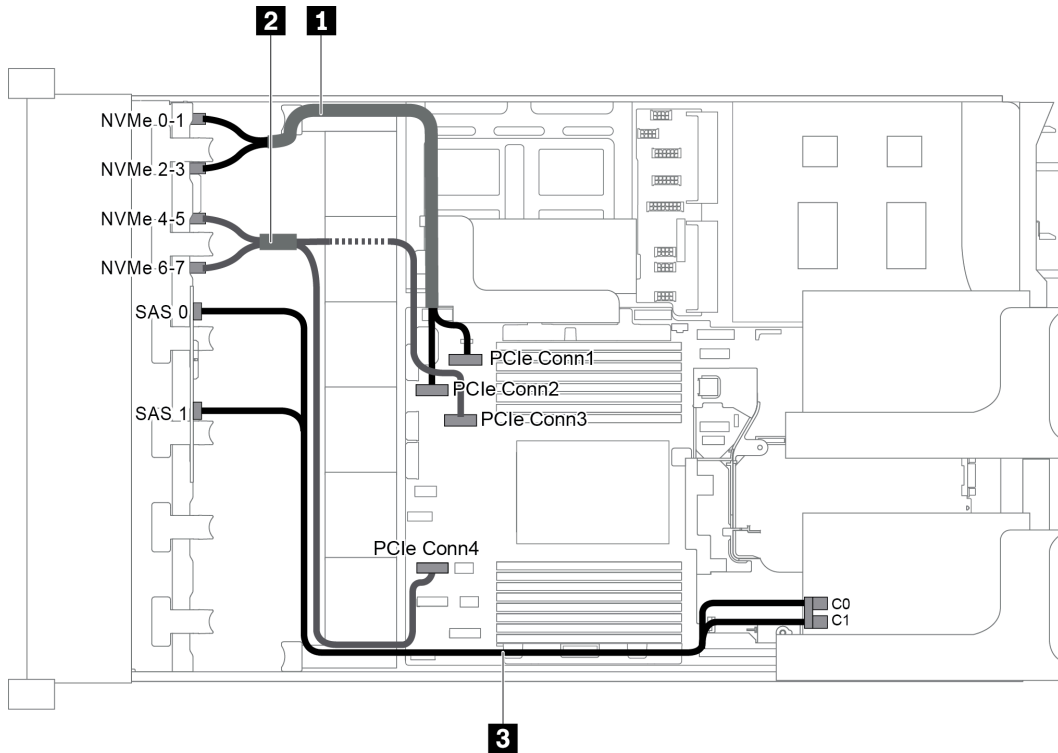 2 1
NVMe 0-1
NVMe 2-3
NVMe 4-5
NVMe 6-7
SAS 0
PCIe Conn1
PCIe Conn2
SAS 1
PCIe Conn3
PCIe Conn4
C0
C1
3